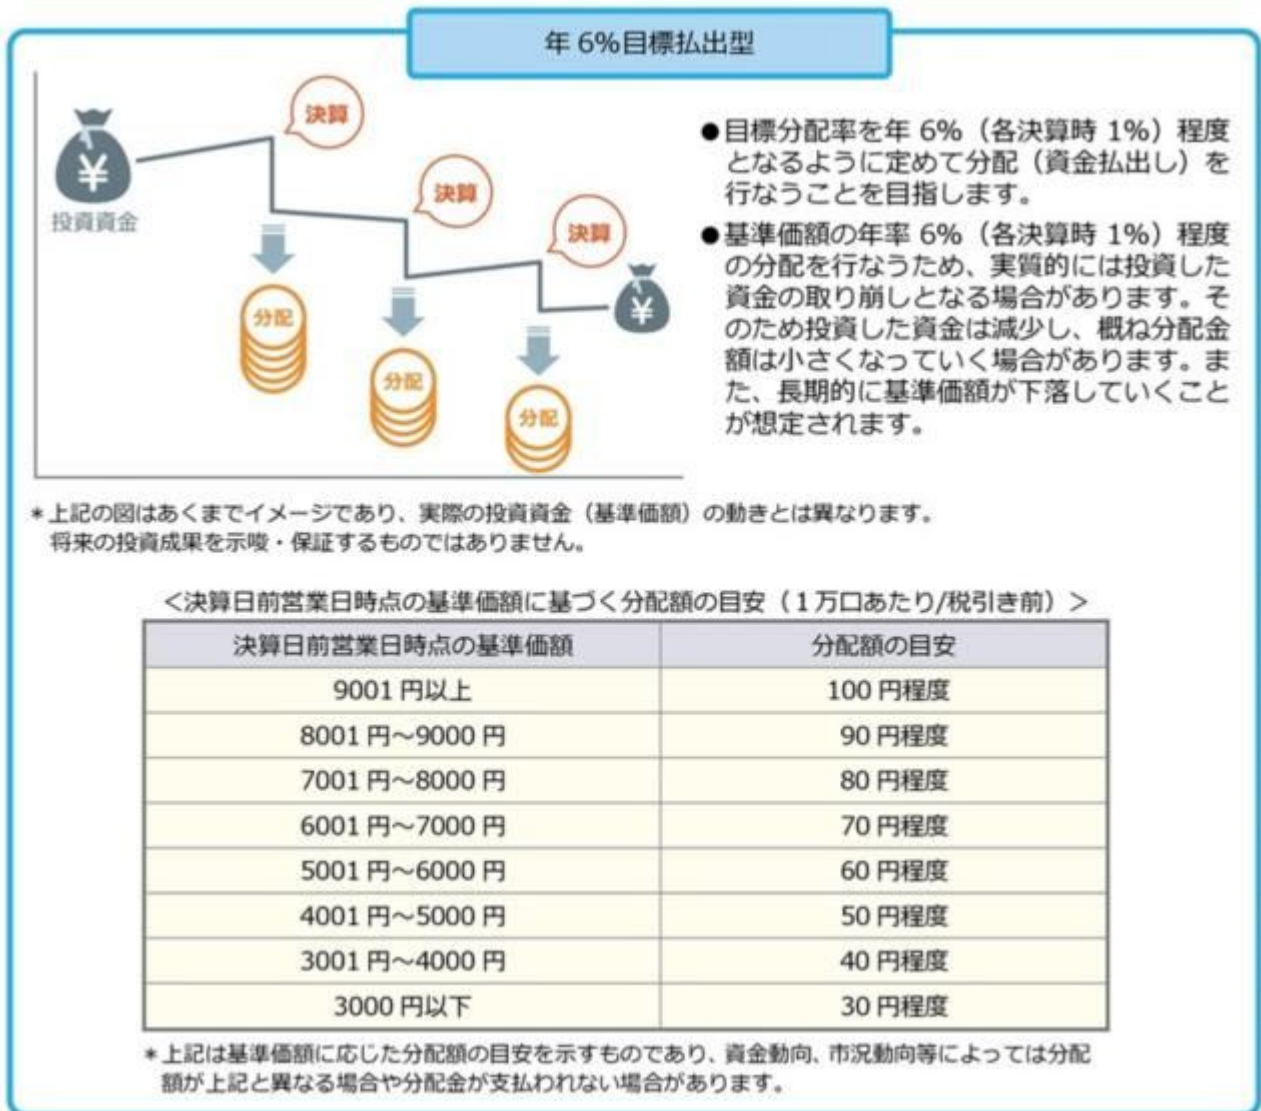 年 6%目標払出型
決算
決算
決算
¥
投資資金
¥
分配
分配
分配
●目標分配率を年 6%（各決算時 1%）程度
となるように定めて分配（資金払出し）を
行なうことを目指します。
●基準価額の年率 6%（各決算時 1%）程度
の分配を行なうため、実質的には投資した
資金の取り崩しとなる場合があります。そ
のため投資した資金は減少し、概ね分配金
額は小さくなっていく場合があります。ま
た、長期的に基準価額が下落していくこと
が想定されます。
＊上記の図はあくまでイメージであり、実際の投資資金（基準価額）の動きとは異なります。
将来の投資成果を示唆・保証するものではありません。
＜決算日前営業日時点の基準価額に基づく分配額の目安（１万口あたり/税引き前）＞
決算日前営業日時点の基準価額 分配額の目安
9001 円以上 100 円程度
8001 円～9000 円 90 円程度
7001 円～8000 円 80 円程度
6001 円～7000 円 70 円程度
5001 円～6000 円 60 円程度
4001 円～5000 円 50 円程度
3001 円～4000 円 40 円程度
3000 円以下 30 円程度
＊上記は基準価額に応じた分配額の目安を示すものであり、資金動向、市況動向等によっては分配
額が上記と異なる場合や分配金が支払われない場合があります。